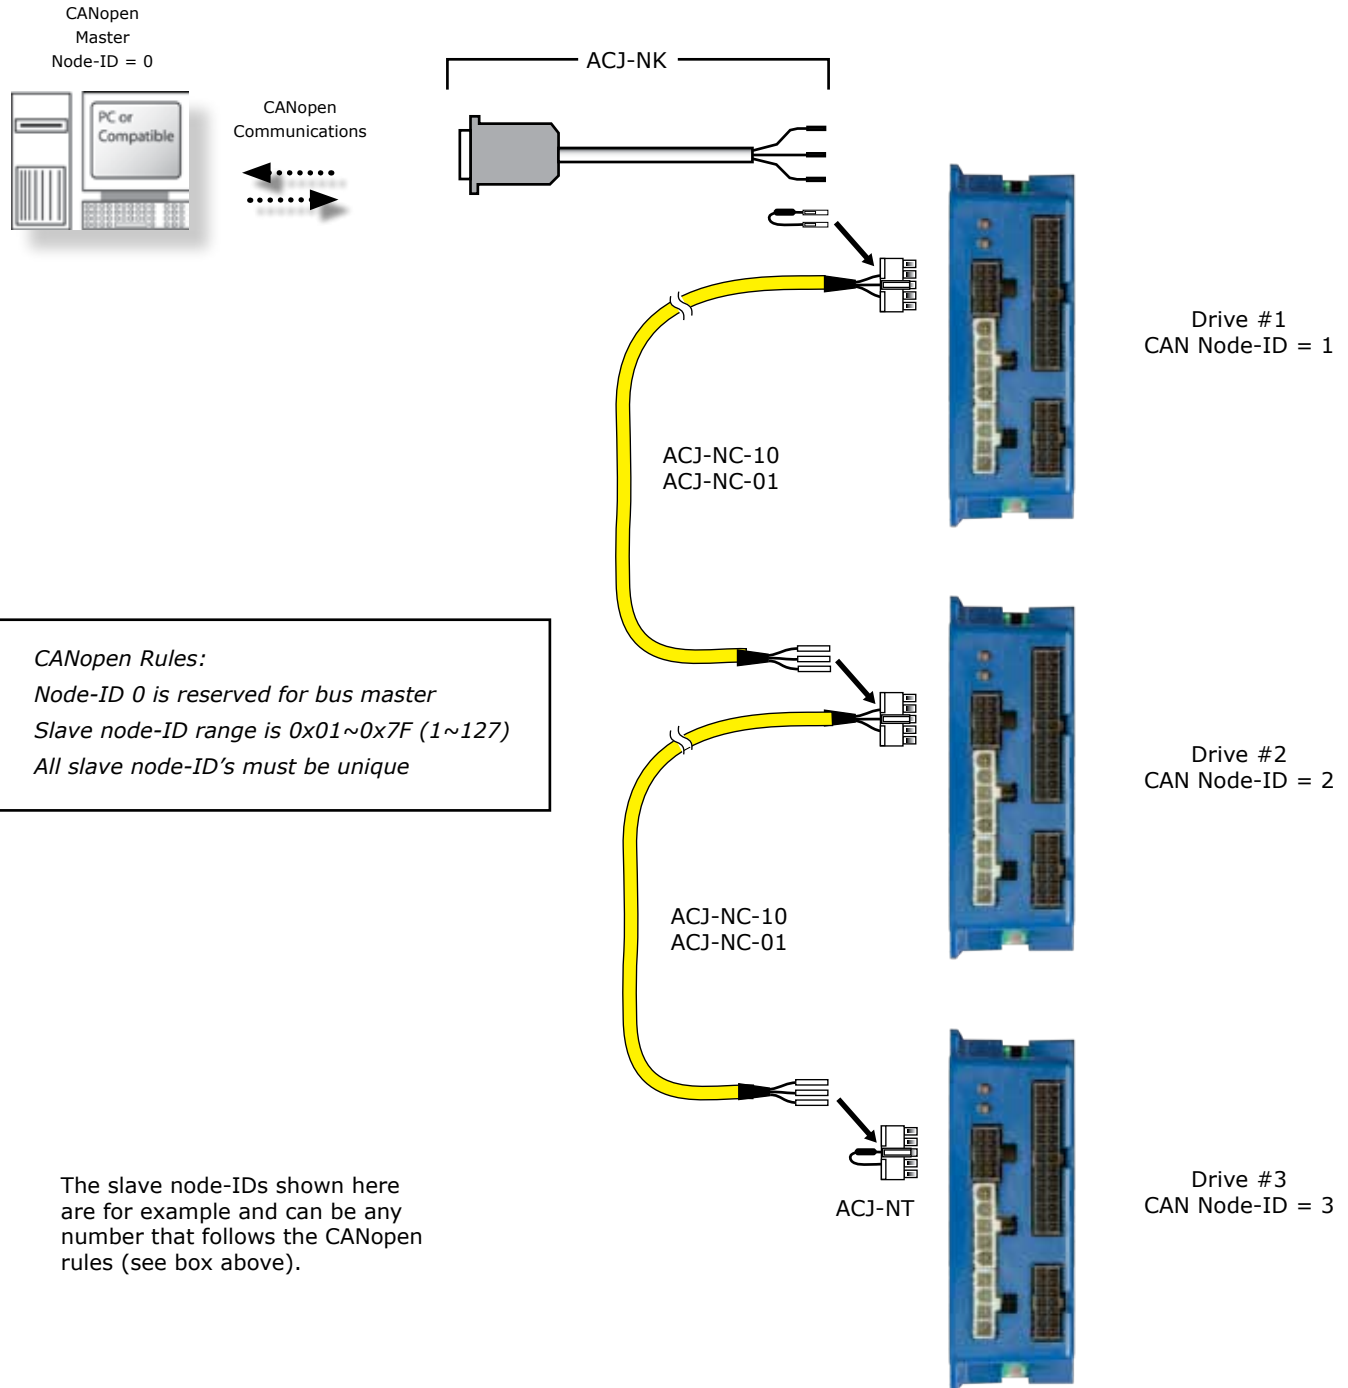 CANopen
Master
Node-ID = 0
PC or
Compatible
CANopen
Communications
ACJ-NK
Drive #1
CAN Node-ID = 1
ACJ-NC-10
ACJ-NC-01
CANopen Rules:
Node-ID 0 is reserved for bus master
Slave node-ID range is 0x01~0x7F (1~127)
All slave node-ID’s must be unique
Drive #2
CAN Node-ID = 2
ACJ-NC-10
ACJ-NC-01
The slave node-IDs shown here
are for example and can be any
number that follows the CANopen
rules (see box above).
ACJ-NT
Drive #3
CAN Node-ID = 3